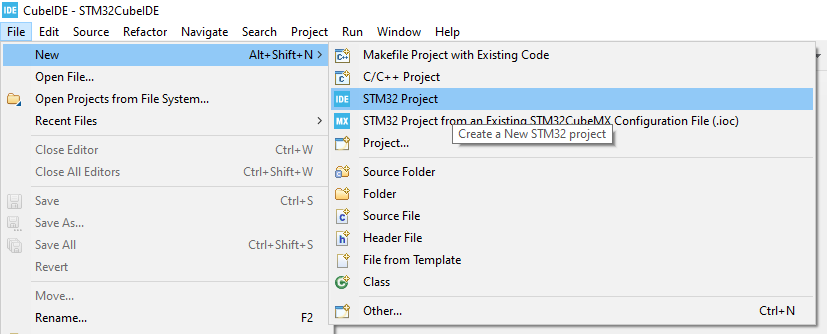 IDE CubeIDE - STM32CubeIDE
File Edit Source Refactor Navigate Search Project Run Window Help
New Alt+Shift+N >
Open File...
Open Projects from File System...
Recent Files >
Close Editor Ctrl+W
Close All Editors Ctrl+Shift+W
Save Ctrl+S
Save As...
Save All Ctrl+Shift+S
Revert
Move...
Rename... F2
Makefile Project with Existing Code
C/C++ Project
IDE STM32 Project
MX STM32 Project from an Existing STM32CubeMX Configuration File (.ioc)
Create a New STM32 project
Project...
Source Folder
Folder
Source File
Header File
File from Template
Class
Other... Ctrl+N